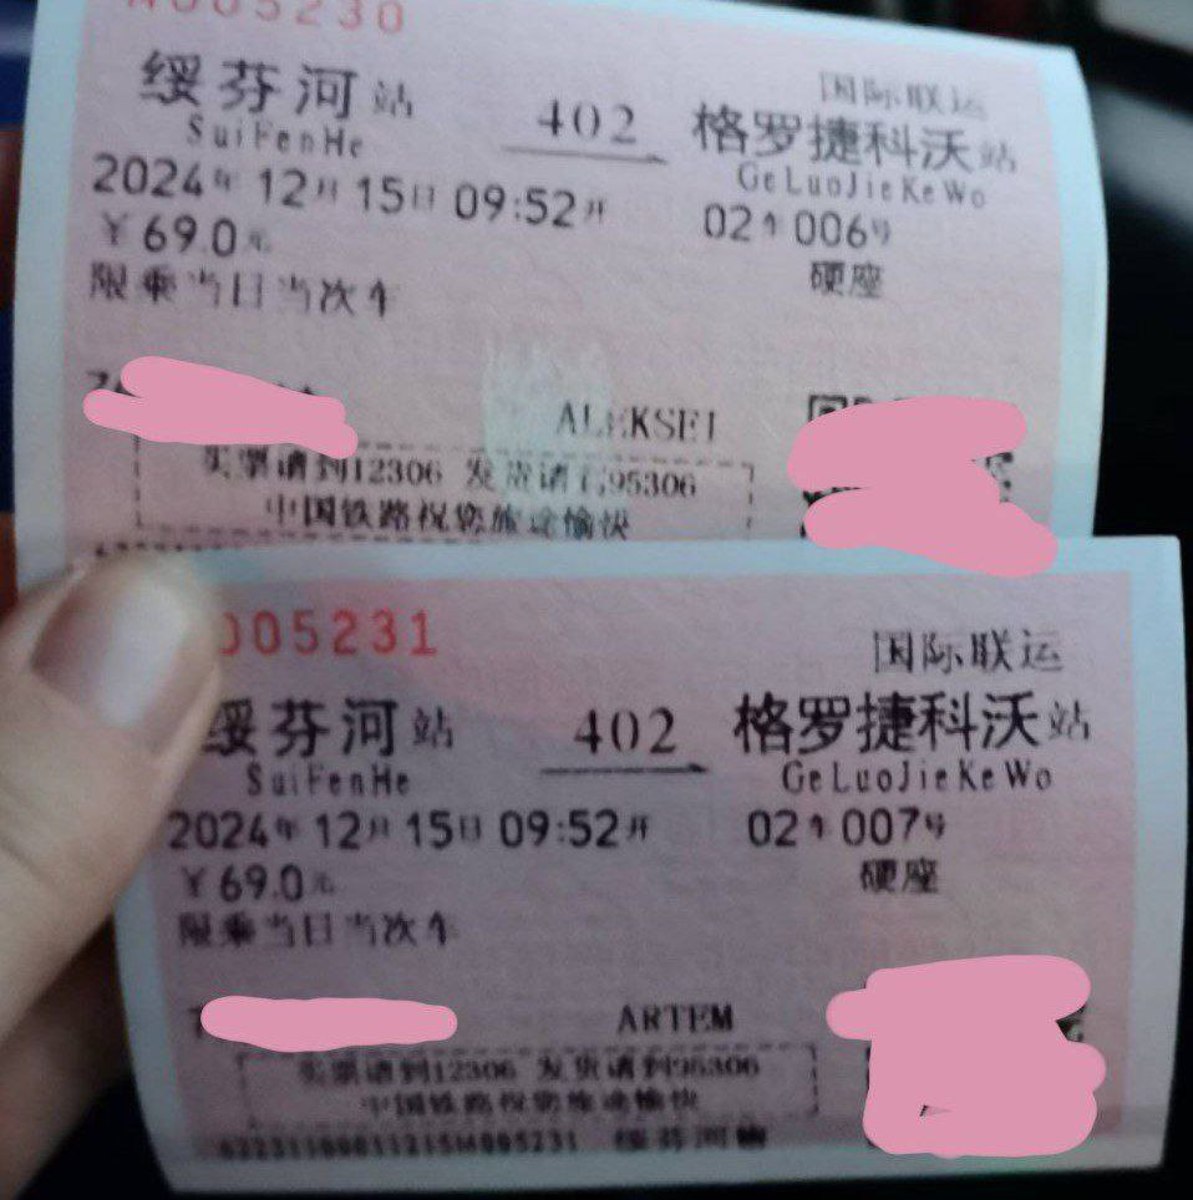 005230
国际联运
绥芬河站 402 格罗捷科沃站
SuiFenHe GeLuoJieKeWo
2024年12月15日09:52开 02车006号
¥69.0元 硬座
限乘当日当次车
ALEKSEI
买票请到12306 发货请到95306
中国铁路祝您旅途愉快
005231
国际联运
绥芬河站 402 格罗捷科沃站
SuiFenHe GeLuoJieKeWo
2024年12月15日09:52开 02车007号
¥69.0元 硬座
限乘当日当次车
ARTEM
买票请到12306 发货请到95306
中国铁路祝您旅途愉快